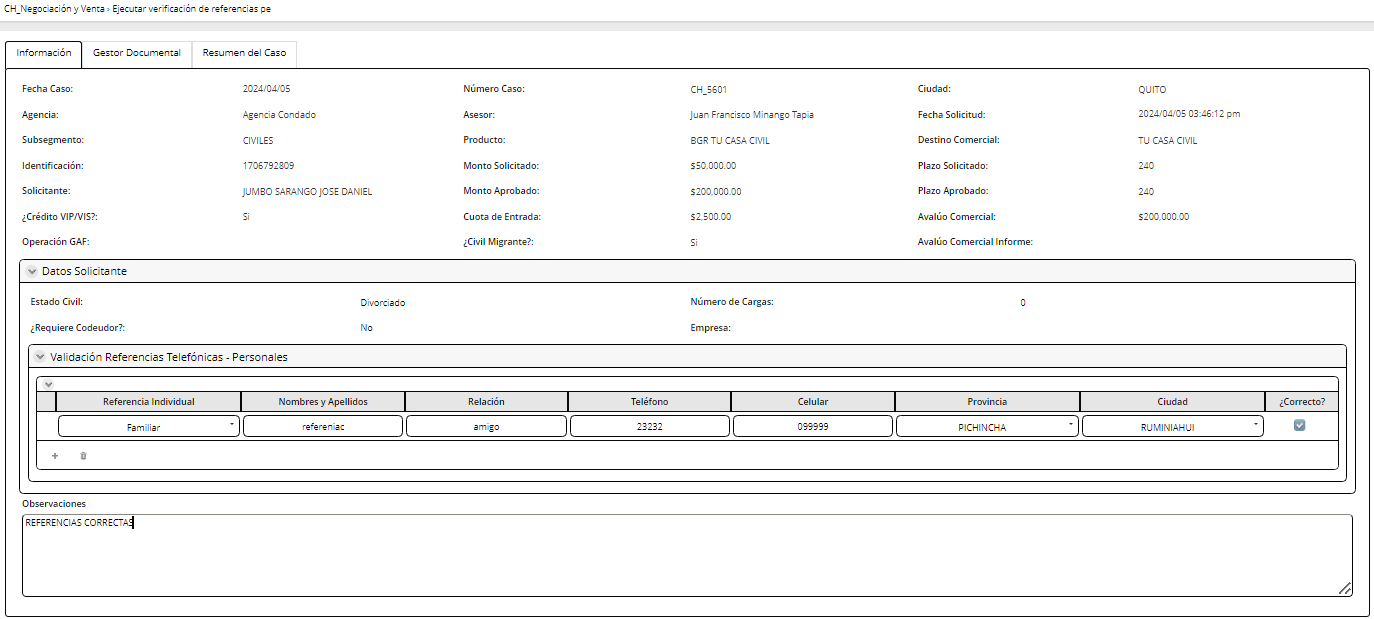 CH_Negociación y Venta › Ejecutar verificación de referencias pe
Información Gestor Documental Resumen del Caso
Fecha Caso: 2024/04/05 Número Caso: CH_5601 Ciudad: QUITO
Agencia: Agencia Condado Asesor: Juan Francisco Minango Tapia Fecha Solicitud: 2024/04/05 03:46:12 pm
Subsegmento: CIVILES Producto: BGR TU CASA CIVIL Destino Comercial: TU CASA CIVIL
Identificación: 1706792809 Monto Solicitado: $50,000.00 Plazo Solicitado: 240
Solicitante: JUMBO SARANGO JOSE DANIEL Monto Aprobado: $200,000.00 Plazo Aprobado: 240
¿Crédito VIP/VIS?: Si Cuota de Entrada: $2,500.00 Avalúo Comercial: $200,000.00
Operación GAF: ¿Civil Migrante?: Si Avalúo Comercial Informe:
Datos Solicitante
Estado Civil: Divorciado Número de Cargas: 0
¿Requiere Codeudor?: No Empresa:
Validación Referencias Telefónicas - Personales
Referencia Individual Nombres y Apellidos Relación Teléfono Celular Provincia Ciudad ¿Correcto?
Familiar refereniac amigo 23232 099999 PICHINCHA RUMINIAHUI
Observaciones
REFERENCIAS CORRECTAS